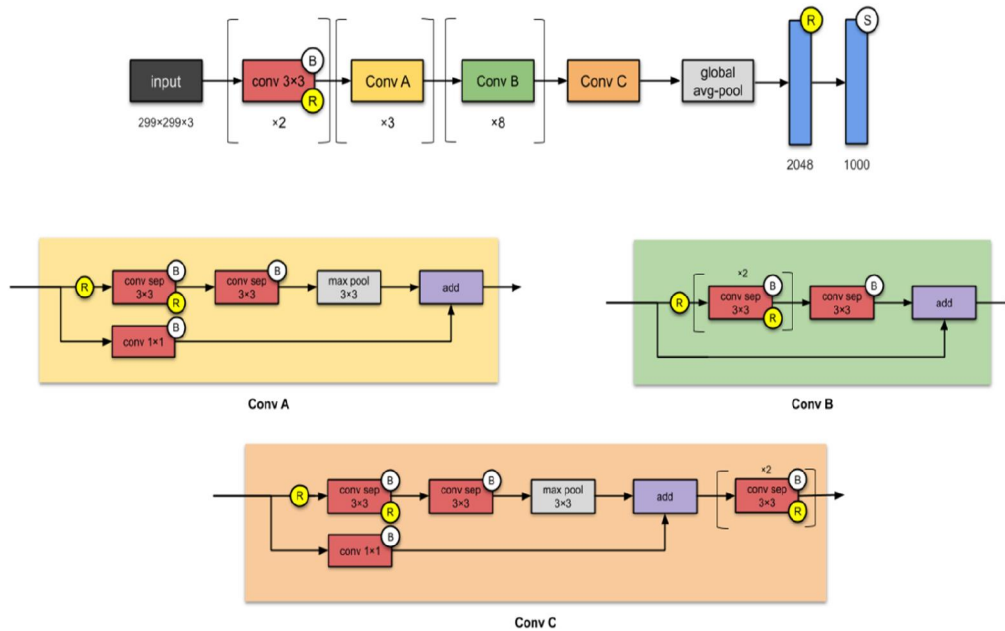 input
299×299×3
conv 3×3
B
R
×2
Conv A
×3
Conv B
×8
Conv C
global
avg-pool
R
2048
S
1000
R
conv sep
3×3
B
R
conv sep
3×3
B
max pool
3×3
add
conv 1×1
B
Conv A
R
×2
conv sep
3×3
B
R
conv sep
3×3
B
add
Conv B
R
conv sep
3×3
B
R
conv sep
3×3
B
max pool
3×3
add
×2
conv sep
3×3
B
R
conv 1×1
B
Conv C